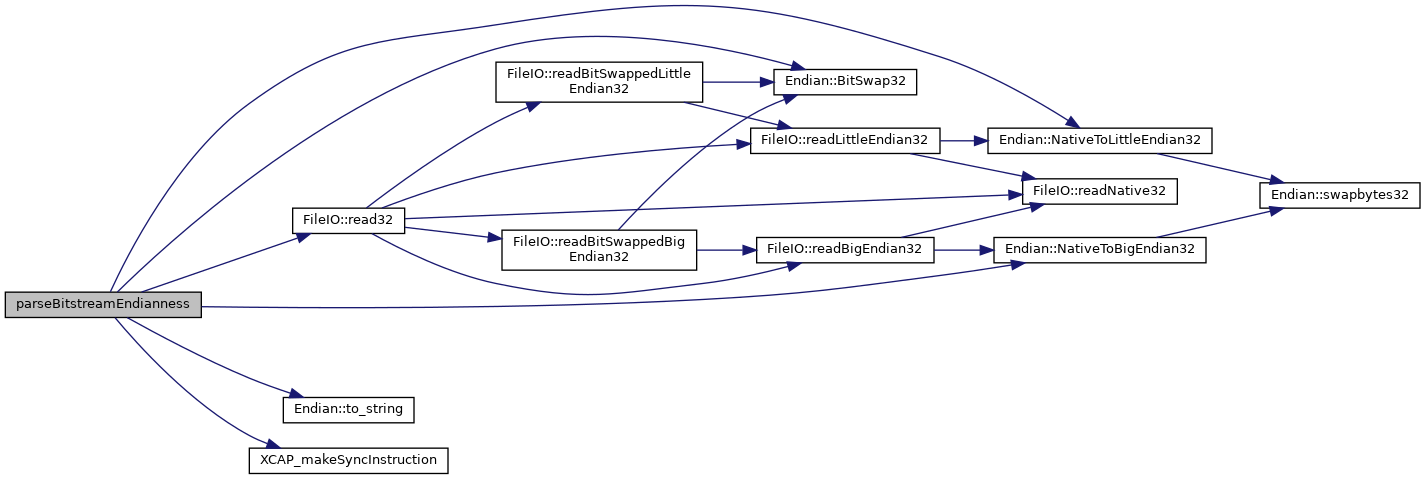 parseBitstreamEndianness
FileIO::read32
Endian::to_string
XCAP_makeSyncInstruction
FileIO::readBitSwappedLittle
Endian32
FileIO::readBitSwappedBig
Endian32
Endian::BitSwap32
FileIO::readLittleEndian32
FileIO::readBigEndian32
Endian::NativeToLittleEndian32
FileIO::readNative32
Endian::NativeToBigEndian32
Endian::swapbytes32